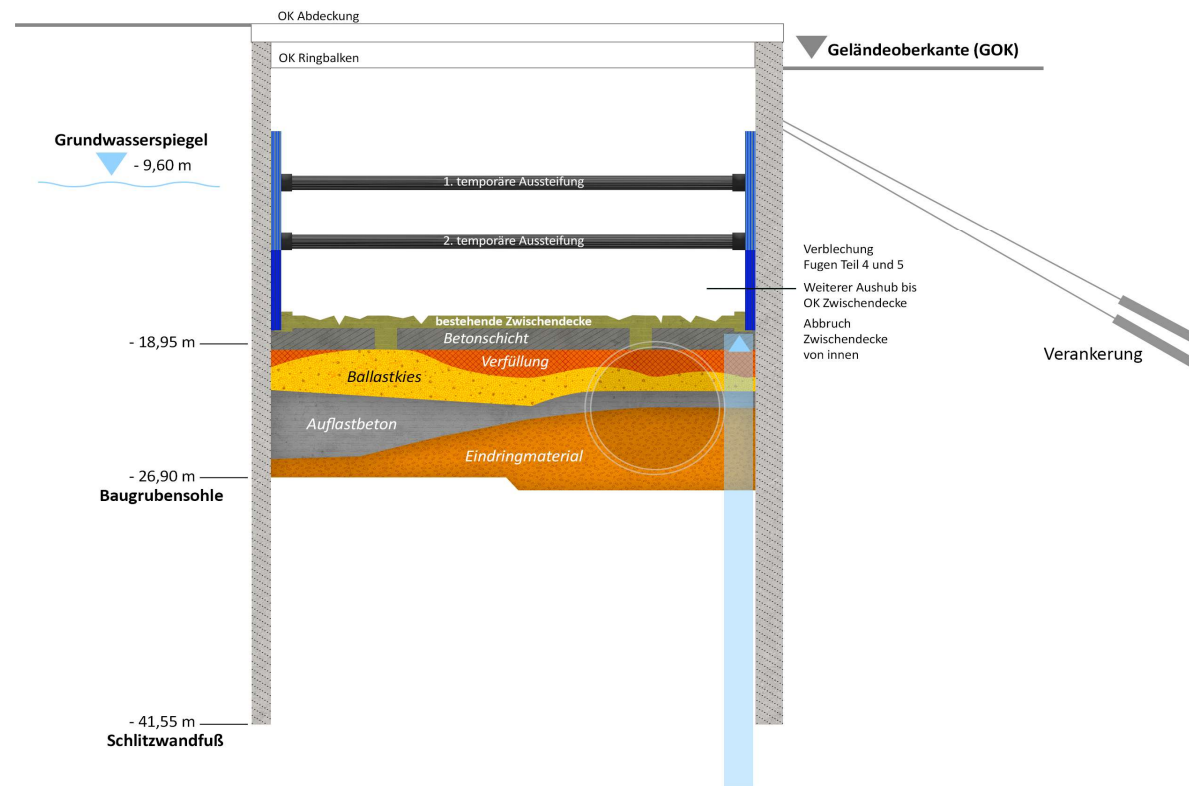 OK Abdeckung
Geländeoberkante (GOK)
OK Ringbalken
Grundwasserspiegel
- 9,60 m
1. temporäre Aussteifung
2. temporäre Aussteifung
Verblechung
Fugen Teil 4 und 5
Weiterer Aushub bis
OK Zwischendecke
Abbruch
Zwischendecke
von innen
Verankerung
bestehende Zwischendecke
Betonschicht
- 18,95 m
Verfüllung
Ballastkies
Auflastbeton
Eindringmaterial
- 26,90 m
Baugrubensohle
- 41,55 m
Schlitzwandfuß